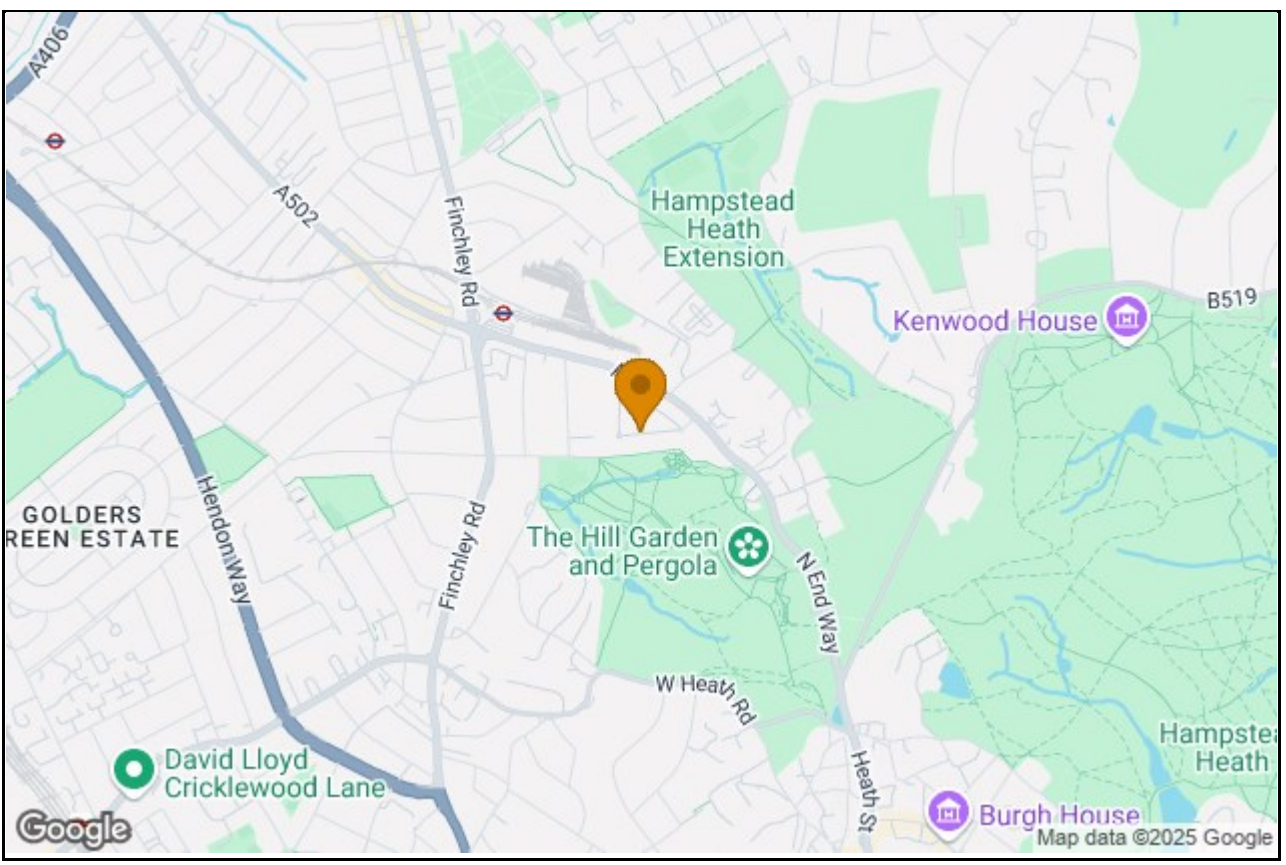 A406
A502
Finchley Rd
Hampstead
Heath
Extension
B519
Kenwood House
GOLDERS
REEN ESTATE
Hendon Way
Finchley Rd
The Hill Garden
and Pergola
N End Way
W Heath Rd
David Lloyd
Cricklewood Lane
Heath St
Hampste
Heath
Burgh House
Google
Map data ©2025 Google